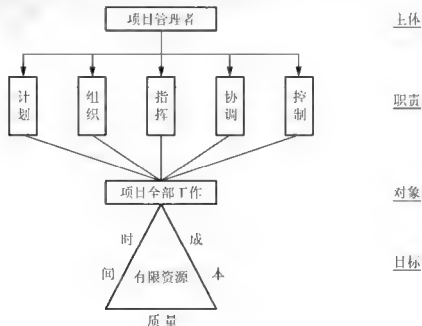 项目管理者
主体
计划
组织
指挥
协调
控制
职责
项目全部工作
对象
时间
成本
有限资源
目标
质量